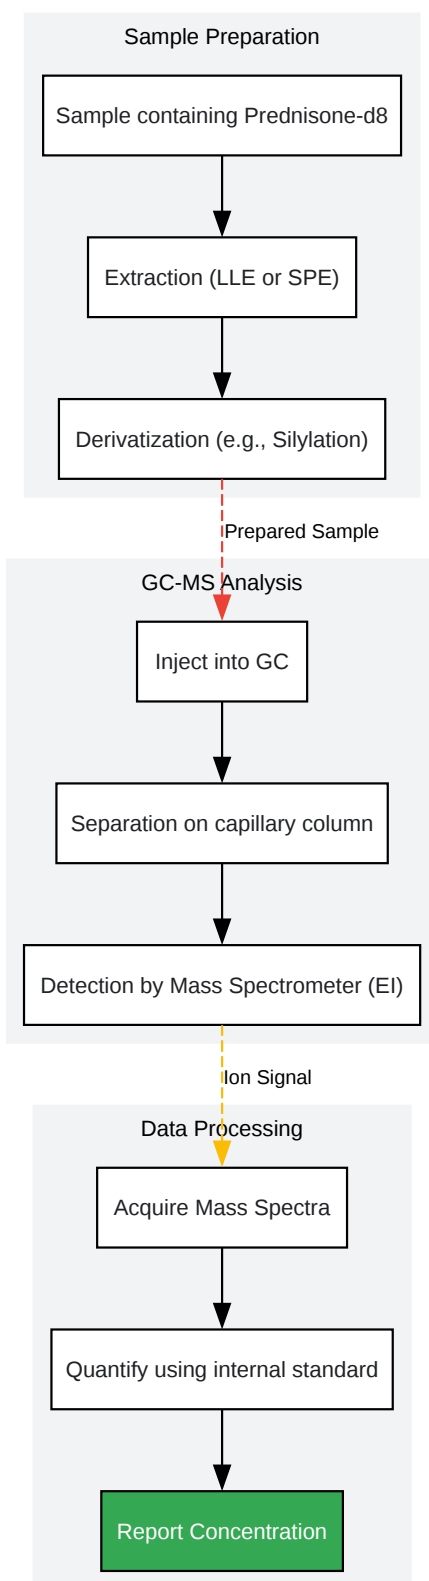 Sample Preparation
Sample containing Prednisone-d8
Extraction (LLE or SPE)
Derivatization (e.g., Silylation)
Prepared Sample
GC-MS Analysis
Inject into GC
Separation on capillary column
Detection by Mass Spectrometer (EI)
Ion Signal
Data Processing
Acquire Mass Spectra
Quantify using internal standard
Report Concentration